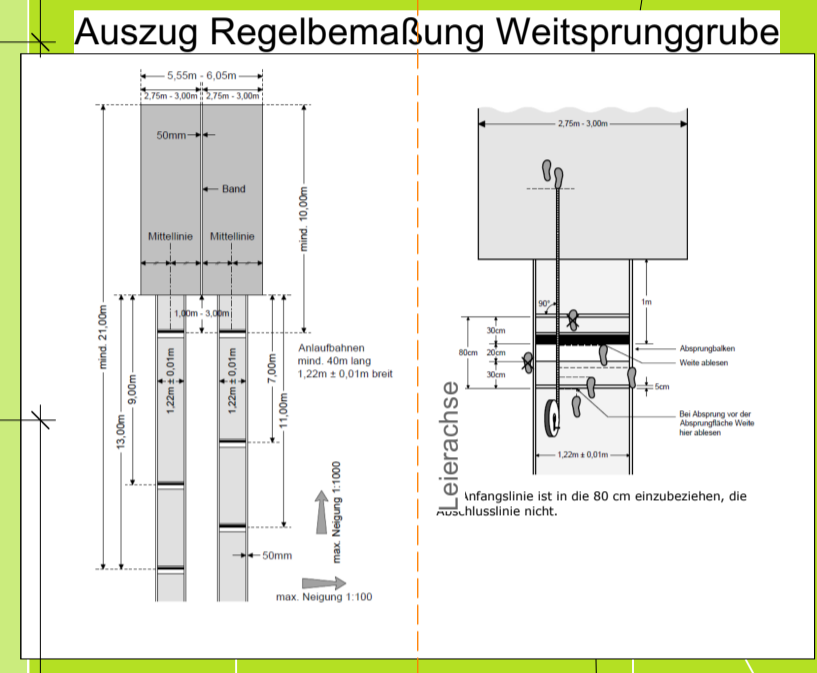 Auszug Regelbemaßung Weitsprunggrube
5,55m - 6,05m
2,75m - 3,00m
2,75m - 3,00m
50mm
Band
Mittellinie
Mittellinie
mind. 10,00m
1,00m - 3,00m
mind. 21,00m
13,00m
9,00m
1,22m ± 0,01m
1,22m ± 0,01m
7,00m
11,00m
Anlaufbahnen
mind. 40m lang
1,22m ± 0,01m breit
max. Neigung 1:1000
50mm
max. Neigung 1:100
2,75m - 3,00m
90°
1m
30cm
80cm
20cm
30cm
Absprungbalken
Weite ablesen
5cm
Bei Absprung vor der
Absprungfläche Weite
hier ablesen
1,22m ± 0,01m
Leierachse
nfangslinie ist in die 80 cm einzubeziehen, die
chlusslinie nicht.